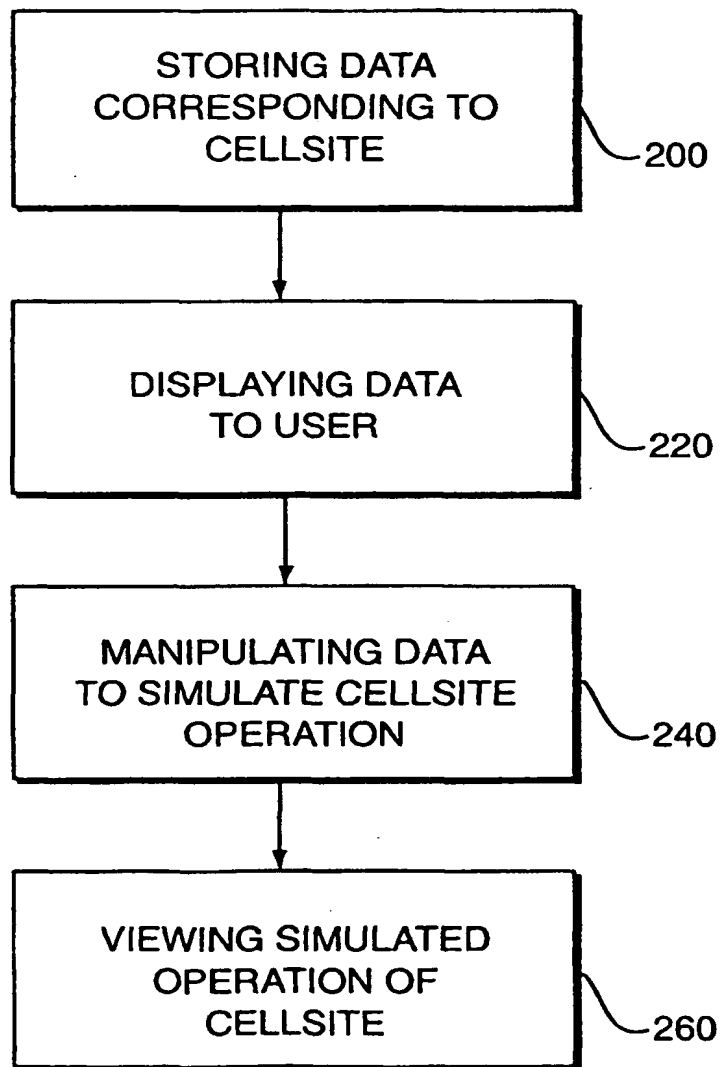 STORING DATA
CORRESPONDING TO
CELLSITE
200
DISPLAYING DATA
TO USER
220
MANIPULATING DATA
TO SIMULATE CELLSITE
OPERATION
240
VIEWING SIMULATED
OPERATION OF
CELLSITE
260